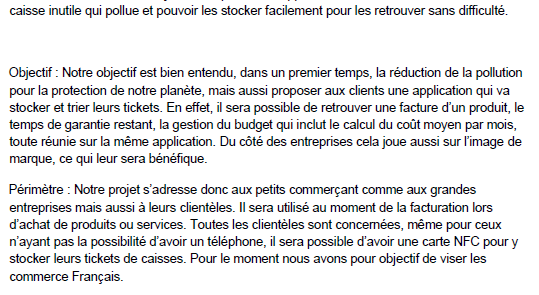 caisse inutile qui pollue et pouvoir les stocker facilement pour les retrouver sans difficulté.
Objectif : Notre objectif est bien entendu, dans un premier temps, la réduction de la pollution
pour la protection de notre planète, mais aussi proposer aux clients une application qui va
stocker et trier leurs tickets. En effet, il sera possible de retrouver une facture d'un produit, le
temps de garantie restant, la gestion du budget qui inclut le calcul du coût moyen par mois,
toute réunie sur la même application. Du côté des entreprises cela joue aussi sur l'image de
marque, ce qui leur sera bénéfique.
Périmètre : Notre projet s'adresse donc aux petits commerçant comme aux grandes
entreprises mais aussi à leurs clientèles. Il sera utilisé au moment de la facturation lors
d'achat de produits ou services. Toutes les clientèles sont concernées, même pour ceux
n'ayant pas la possibilité d'avoir un téléphone, il sera possible d'avoir une carte NFC pour y
stocker leurs tickets de caisses. Pour le moment nous avons pour objectif de viser les
commerce Français.